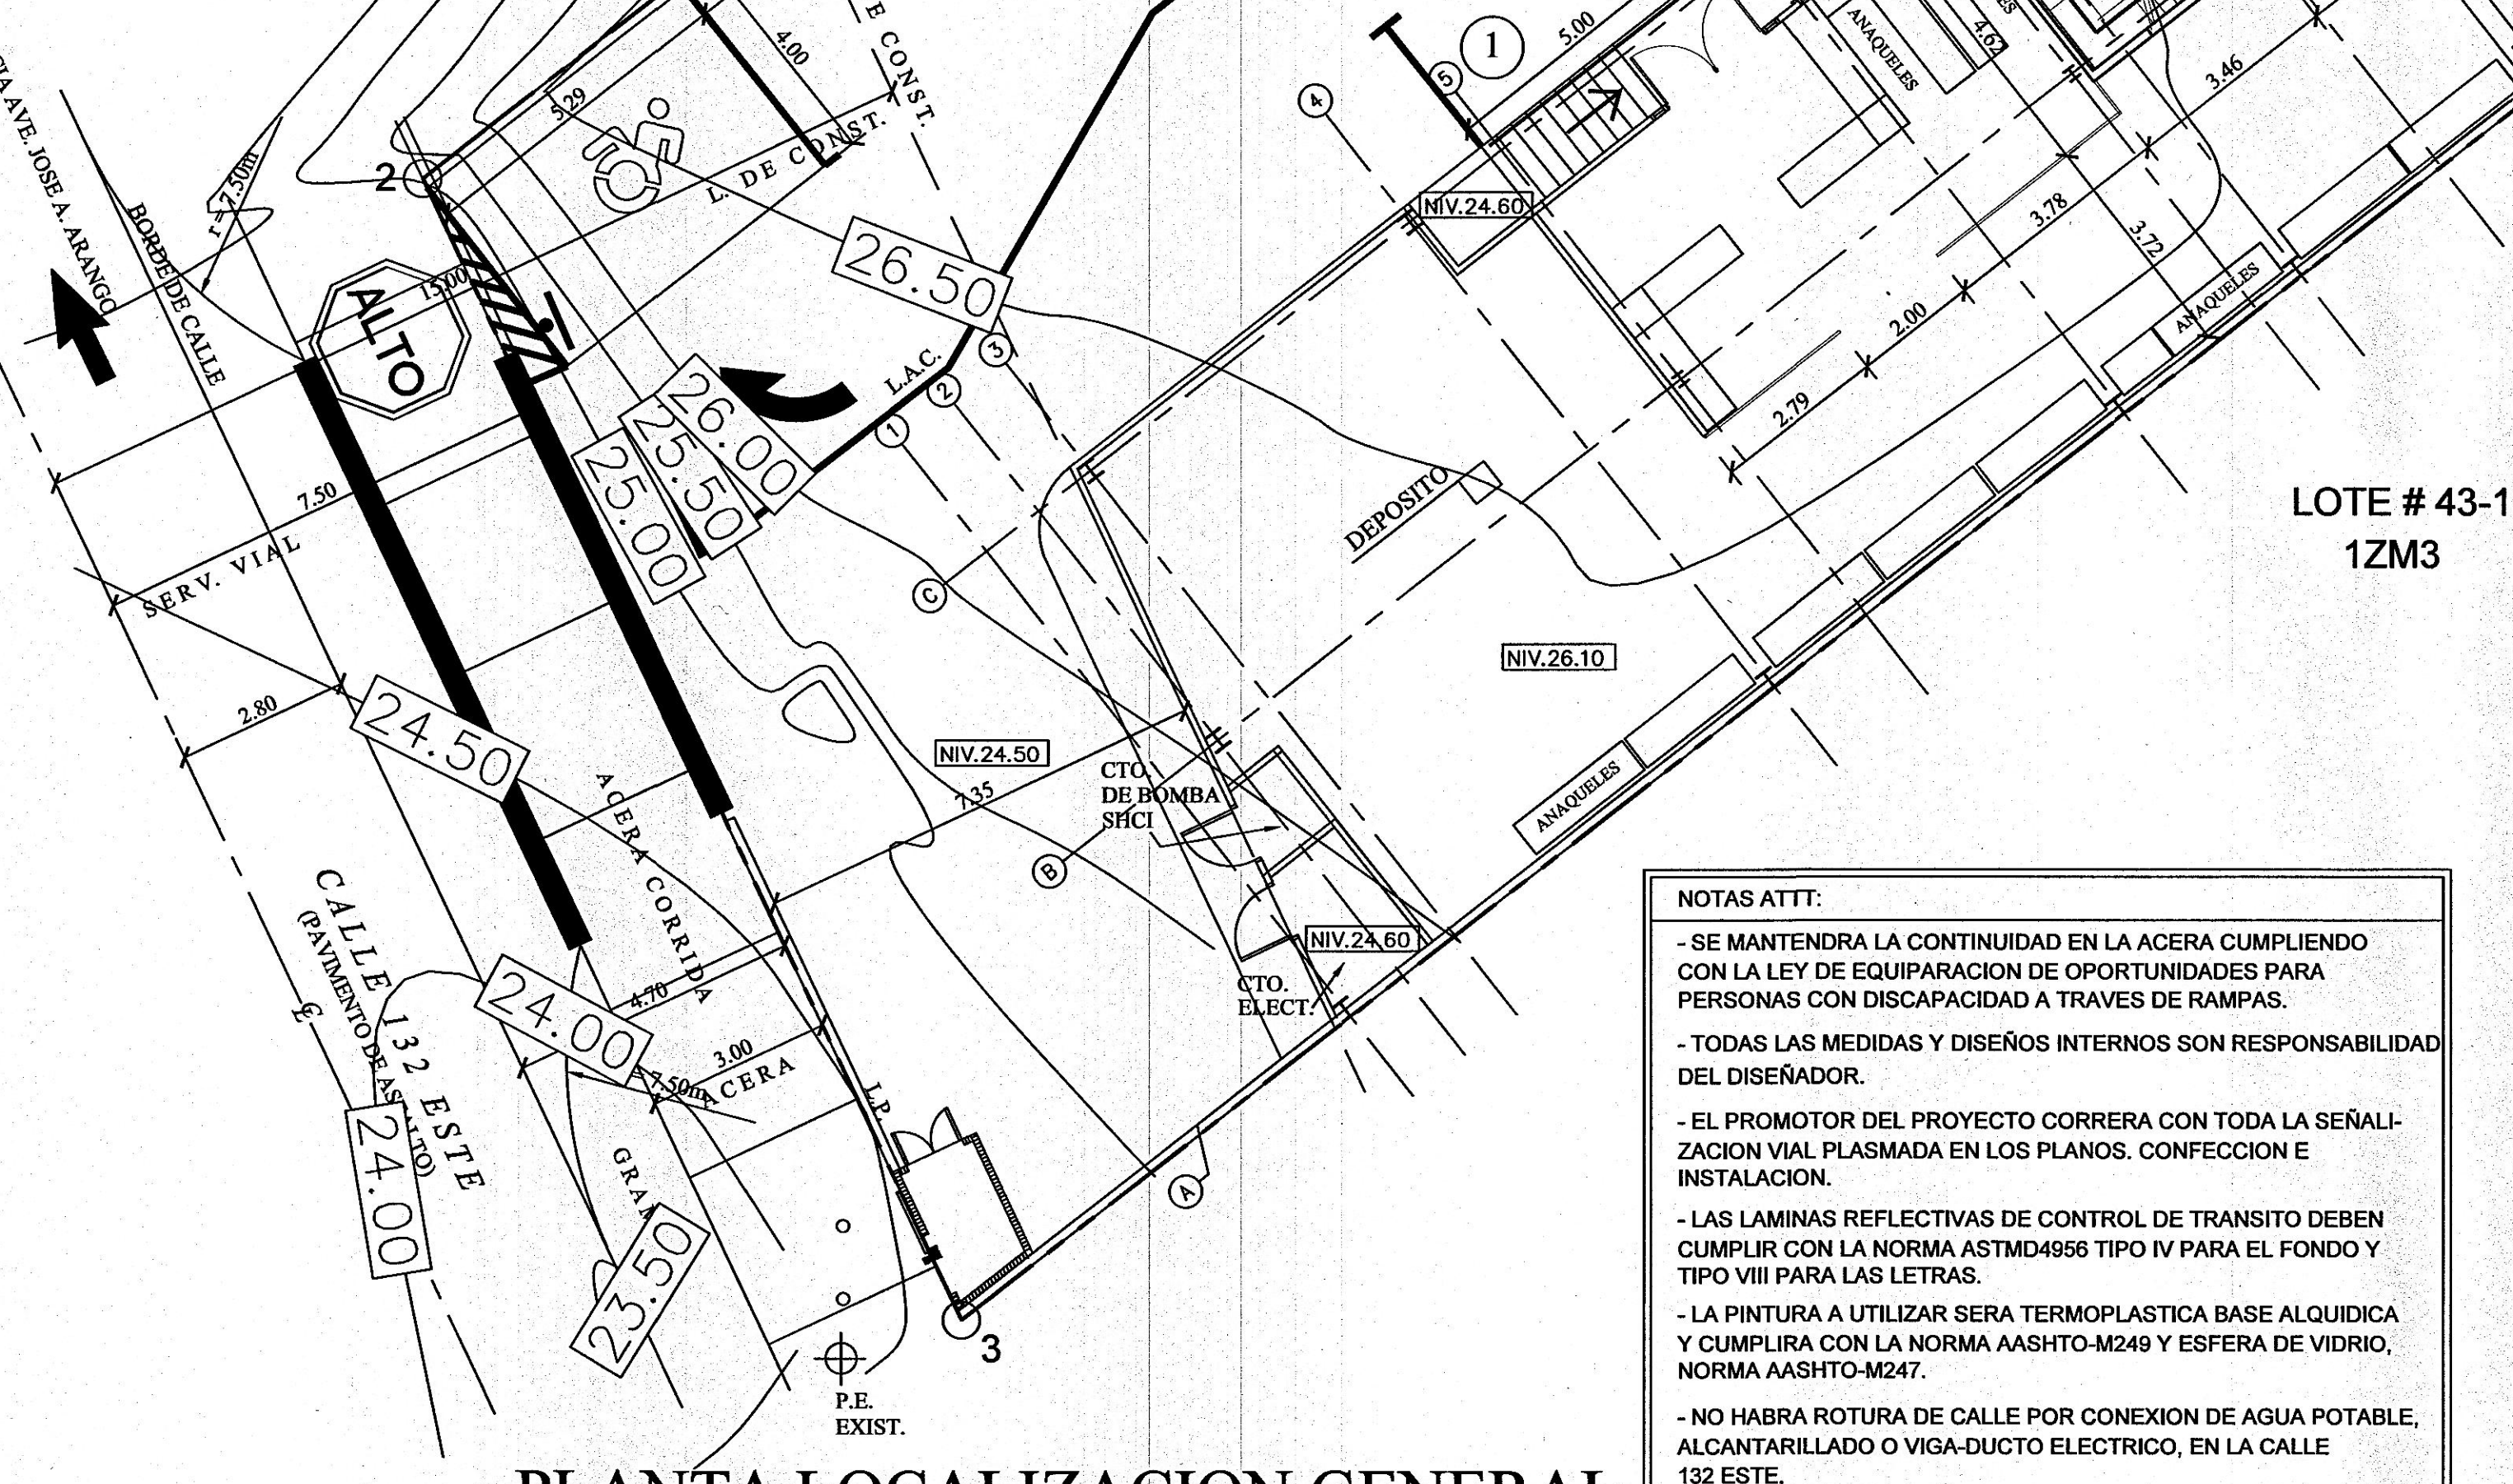 CIA AVE. JOSE A. ARANGO
BORDE DE CALLE
r = 7.50m
2
5.29
4.00
E CONST.
L. DE CONST.
15.00
ALTO
26.50
26.00
25.50
25.00
L.A.C.
1
2
3
4
5
1
5.00
NIV.24.60
ANAQUELES
4.62
3.46
3.78
3.72
2.00
2.79
ANAQUELES
DEPOSITO
LOTE # 43-1
1ZM3
7.50
SERV. VIAL
2.80
24.50
C
NIV.26.10
NIV.24.50
7.35
CTO.
DE BOMBA
SHCI
B
ANAQUELES
ACERA CORRIDA
CALLE 132 ESTE
(PAVIMENTO DE ASFALTO)
24.00
4.70
3.00
= 7.50m
ACERA
L.P.
NIV.24.60
CTO.
ELECT.
A
24.00
23.50
3
P.E.
EXIST.
PLANTA LOCALIZACION GENERAL
NOTAS ATTT:
- SE MANTENDRA LA CONTINUIDAD EN LA ACERA CUMPLIENDO
CON LA LEY DE EQUIPARACION DE OPORTUNIDADES PARA
PERSONAS CON DISCAPACIDAD A TRAVES DE RAMPAS.
- TODAS LAS MEDIDAS Y DISEÑOS INTERNOS SON RESPONSABILIDAD
DEL DISEÑADOR.
- EL PROMOTOR DEL PROYECTO CORRERA CON TODA LA SEÑALI-
ZACION VIAL PLASMADA EN LOS PLANOS. CONFECCION E
INSTALACION.
- LAS LAMINAS REFLECTIVAS DE CONTROL DE TRANSITO DEBEN
CUMPLIR CON LA NORMA ASTMD4956 TIPO IV PARA EL FONDO Y
TIPO VIII PARA LAS LETRAS.
- LA PINTURA A UTILIZAR SERA TERMOPLASTICA BASE ALQUIDICA
Y CUMPLIRA CON LA NORMA AASHTO-M249 Y ESFERA DE VIDRIO,
NORMA AASHTO-M247.
- NO HABRA ROTURA DE CALLE POR CONEXION DE AGUA POTABLE,
ALCANTARILLADO O VIGA-DUCTO ELECTRICO, EN LA CALLE
132 ESTE.